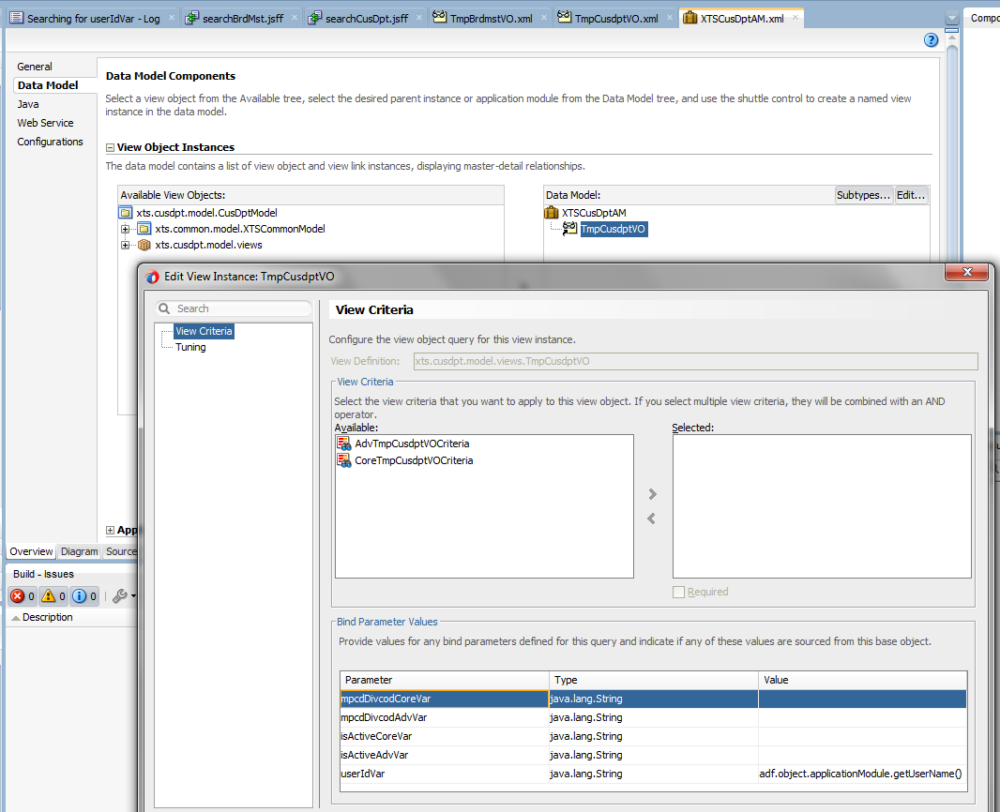 Searching for userIdVar - Log
searchBrdMst.jsff
searchCusDpt.jsff
TmpBrdmstVO.xml
TmpCusdptVO.xml
XTSCusDptAM.xml
Compo
General
Data Model
Java
Web Service
Configurations
Data Model Components
Select a view object from the Available tree, select the desired parent instance or application module from the Data Model tree, and use the shuttle control to create a named view
instance in the data model.
View Object Instances
The data model contains a list of view object and view link instances, displaying master-detail relationships.
Available View Objects:
xts.cusdpt.model.CusDptModel
xts.common.model.XTSCommonModel
xts.cusdpt.model.views
Data Model:
Subtypes...
Edit...
XTSCusDptAM
TmpCusdptVO
App
Overview
Diagram
Source
Build - Issues
0
0
0
Description
Edit View Instance: TmpCusdptVO
Search
View Criteria
Tuning
View Criteria
Configure the view object query for this view instance.
View Definition: xts.cusdpt.model.views.TmpCusdptVO
View Criteria
Select the view criteria that you want to apply to this view object. If you select multiple view criteria, they will be combined with an AND
operator.
Available:
AdvTmpCusdptVOCriteria
CoreTmpCusdptVOCriteria
Selected:
Required
Bind Parameter Values
Provide values for any bind parameters defined for this query and indicate if any of these values are sourced from this base object.
Parameter Type Value
mpcdDivcodCoreVar java.lang.String
mpcdDivcodAdvVar java.lang.String
isActiveCoreVar java.lang.String
isActiveAdvVar java.lang.String
userIdVar java.lang.String adf.object.applicationModule.getUserName()